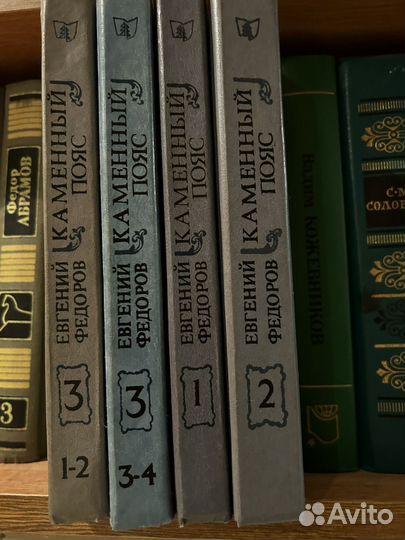 Федор
АБРАМОВ
3
ЕВГЕНИЙ
ФЕДОРОВ
КАМЕННЫЙ
ПОЯС
3
1-2
ЕВГЕНИЙ
ФЕДОРОВ
КАМЕННЫЙ
ПОЯС
3
3-4
ЕВГЕНИЙ
ФЕДОРОВ
КАМЕННЫЙ
ПОЯС
1
ЕВГЕНИЙ
ФЕДОРОВ
КАМЕННЫЙ
ПОЯС
2
Вадим КОЖЕВНИКОВ
С·М
СОЛОВ
Avito